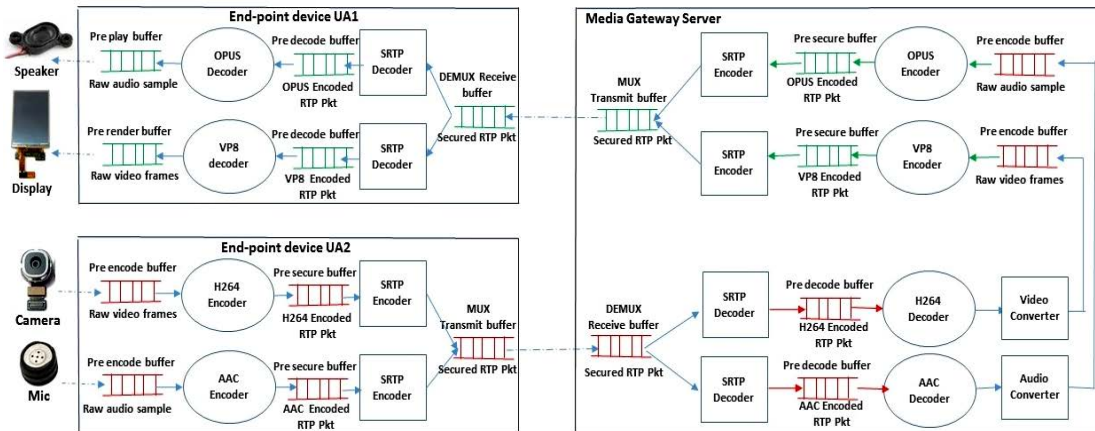 End-point device UA1
Pre play buffer
Speaker
Raw audio sample
OPUS
Decoder
Pre decode buffer
OPUS Encoded
RTP Pkt
SRTP
Decoder
DEMUX Receive
buffer
Secured RTP Pkt
Pre render buffer
Display
Raw video frames
VP8
decoder
Pre decode buffer
VP8 Encoded
RTP Pkt
SRTP
Decoder
Media Gateway Server
MUX
Transmit buffer
Secured RTP Pkt
SRTP
Encoder
Pre secure buffer
OPUS Encoded
RTP Pkt
OPUS
Encoder
Pre encode buffer
Raw audio sample
SRTP
Encoder
Pre secure buffer
VP8 Encoded
RTP Pkt
VP8
Encoder
Pre encode buffer
Raw video frames
End-point device UA2
Camera
Pre encode buffer
Raw video frames
H264
Encoder
Pre secure buffer
H264 Encoded
RTP Pkt
SRTP
Encoder
MUX
Transmit buffer
Secured RTP Pkt
Mic
Pre encode buffer
Raw audio sample
AAC
Encoder
Pre secure buffer
AAC Encoded
RTP Pkt
SRTP
Encoder
DEMUX
Receive buffer
Secured RTP Pkt
SRTP
Decoder
Pre decode buffer
H264 Encoded
RTP Pkt
H264
Decoder
Video
Converter
SRTP
Decoder
Pre decode buffer
AAC Encoded
RTP Pkt
AAC
Decoder
Audio
Converter